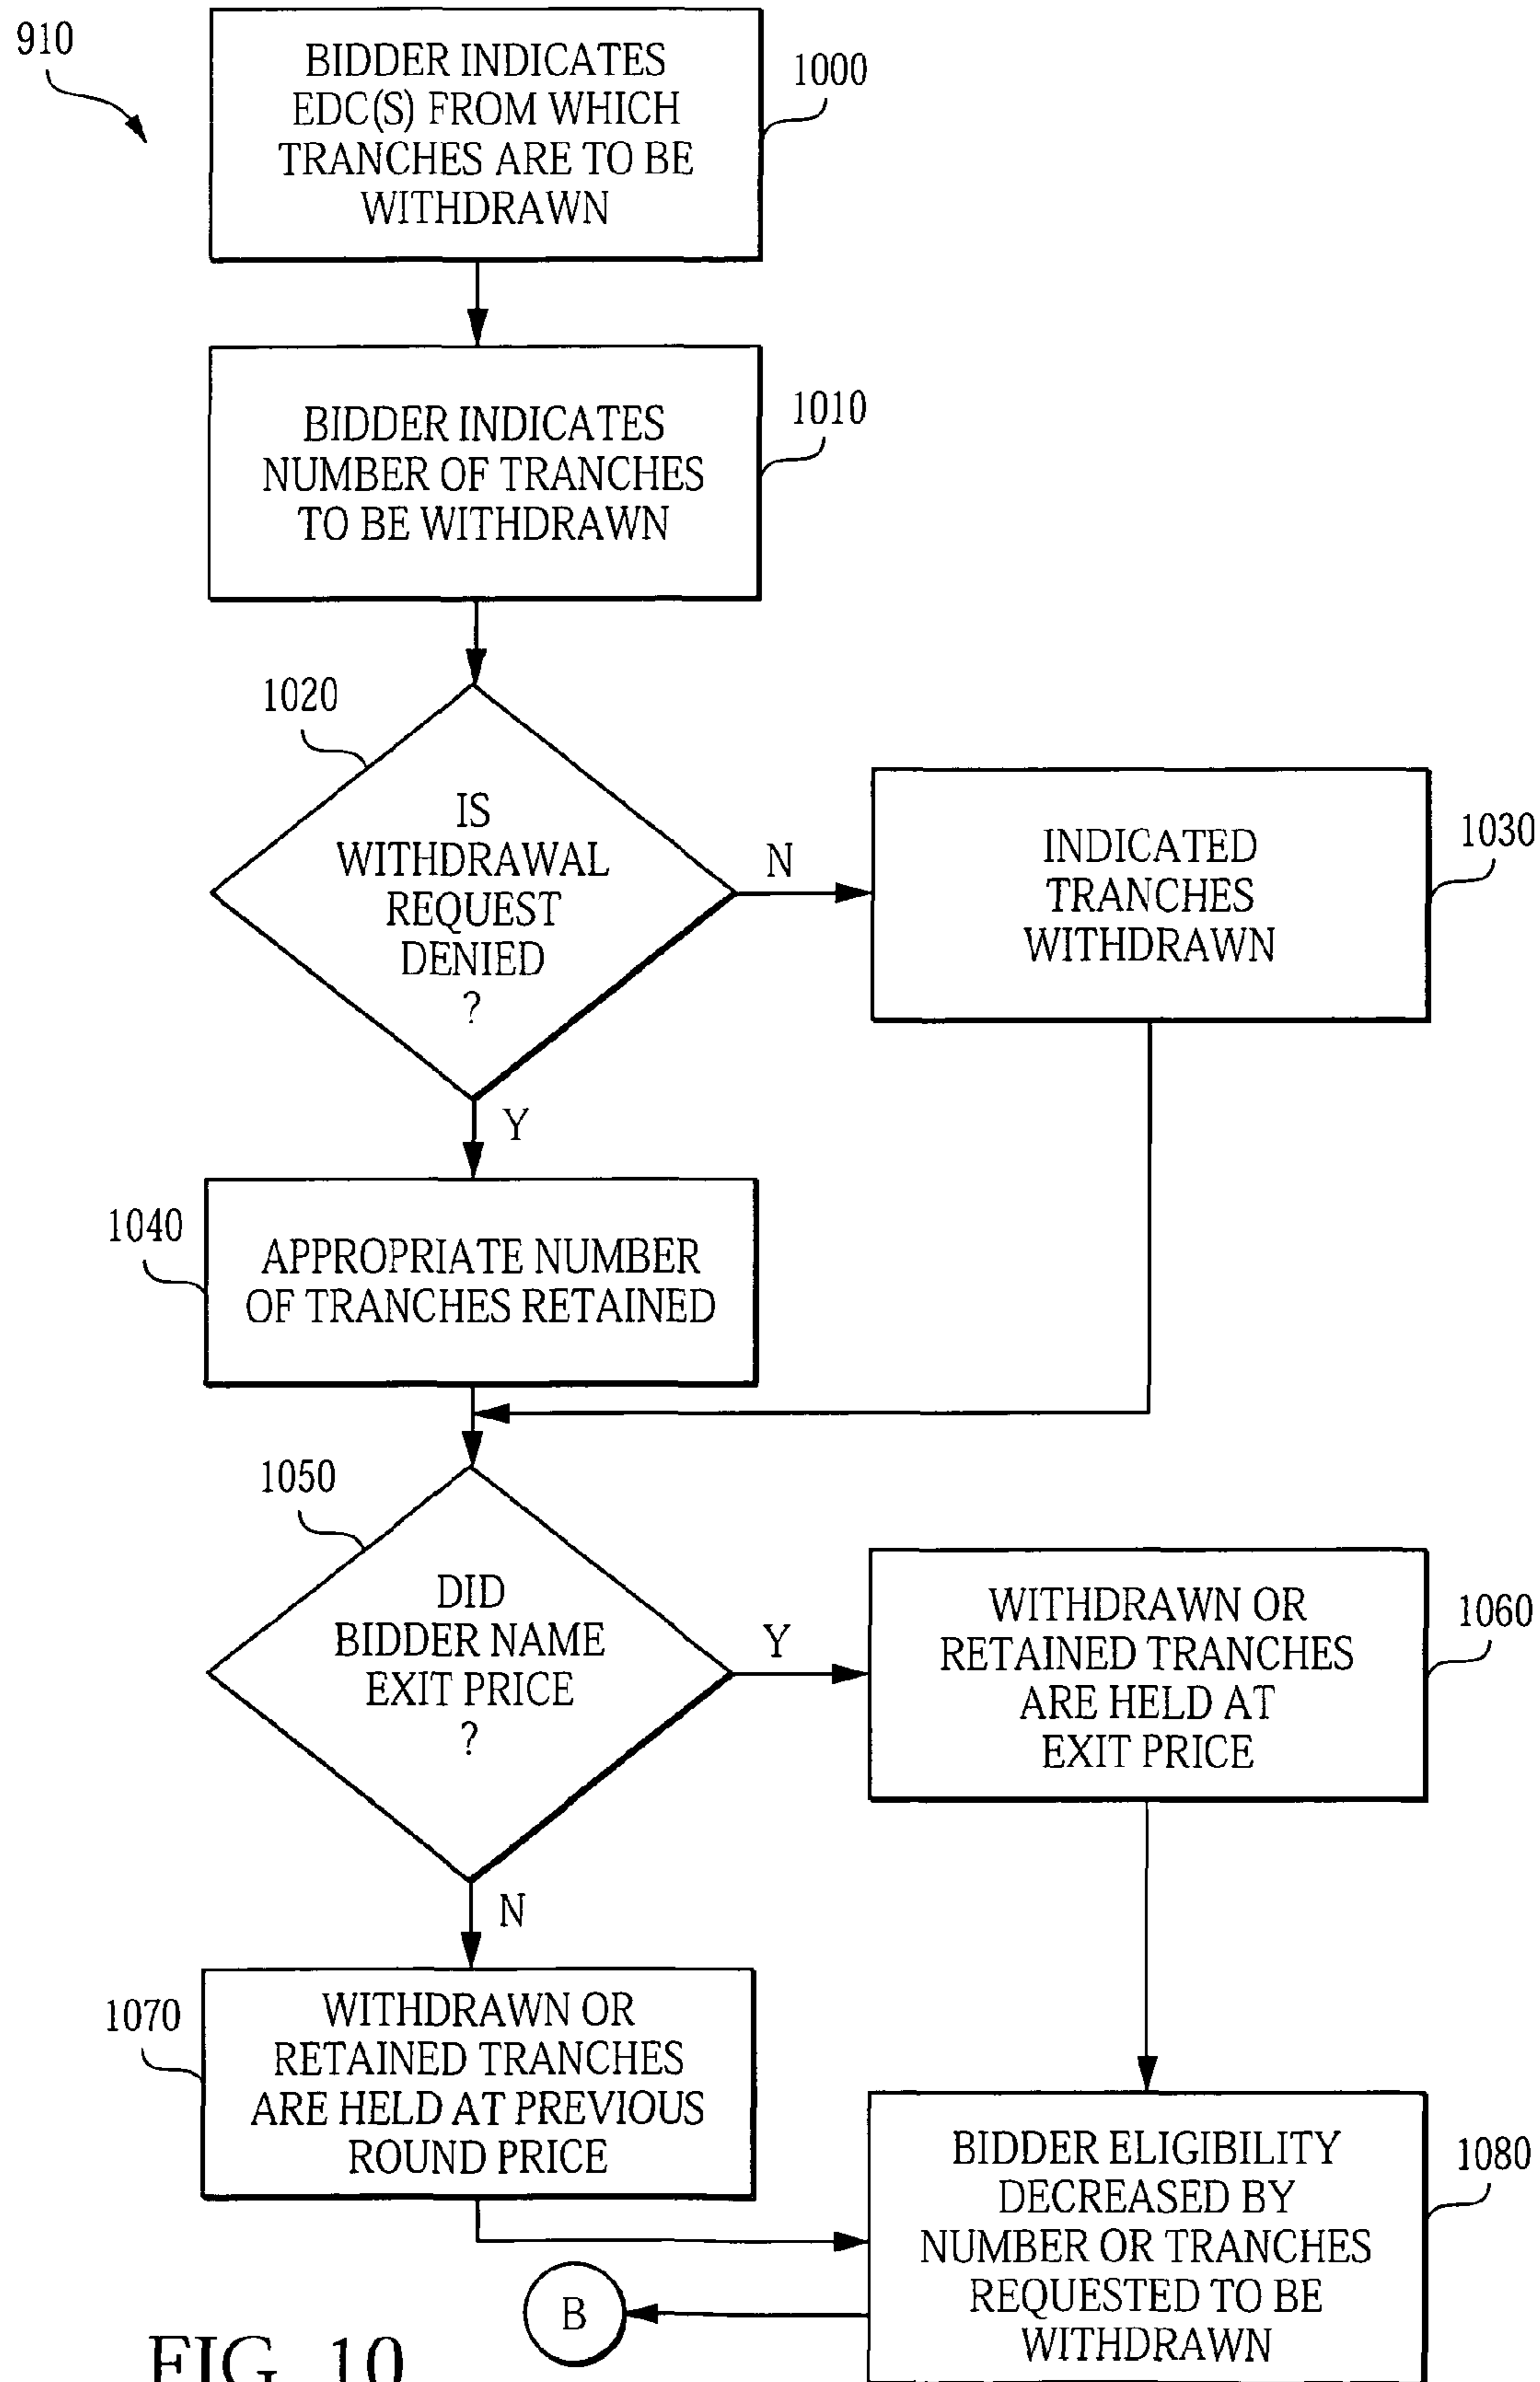 910
BIDDER INDICATES
EDC(S) FROM WHICH
TRANCHES ARE TO BE
WITHDRAWN
1000
BIDDER INDICATES
NUMBER OF TRANCHES
TO BE WITHDRAWN
1010
1020
IS
WITHDRAWAL
REQUEST
DENIED
?
N
INDICATED
TRANCHES
WITHDRAWN
1030
Y
1040
APPROPRIATE NUMBER
OF TRANCHES RETAINED
1050
DID
BIDDER NAME
EXIT PRICE
?
Y
WITHDRAWN OR
RETAINED TRANCHES
ARE HELD AT
EXIT PRICE
1060
N
1070
WITHDRAWN OR
RETAINED TRANCHES
ARE HELD AT PREVIOUS
ROUND PRICE
BIDDER ELIGIBILITY
DECREASED BY
NUMBER OR TRANCHES
REQUESTED TO BE
WITHDRAWN
1080
B
FIG. 10